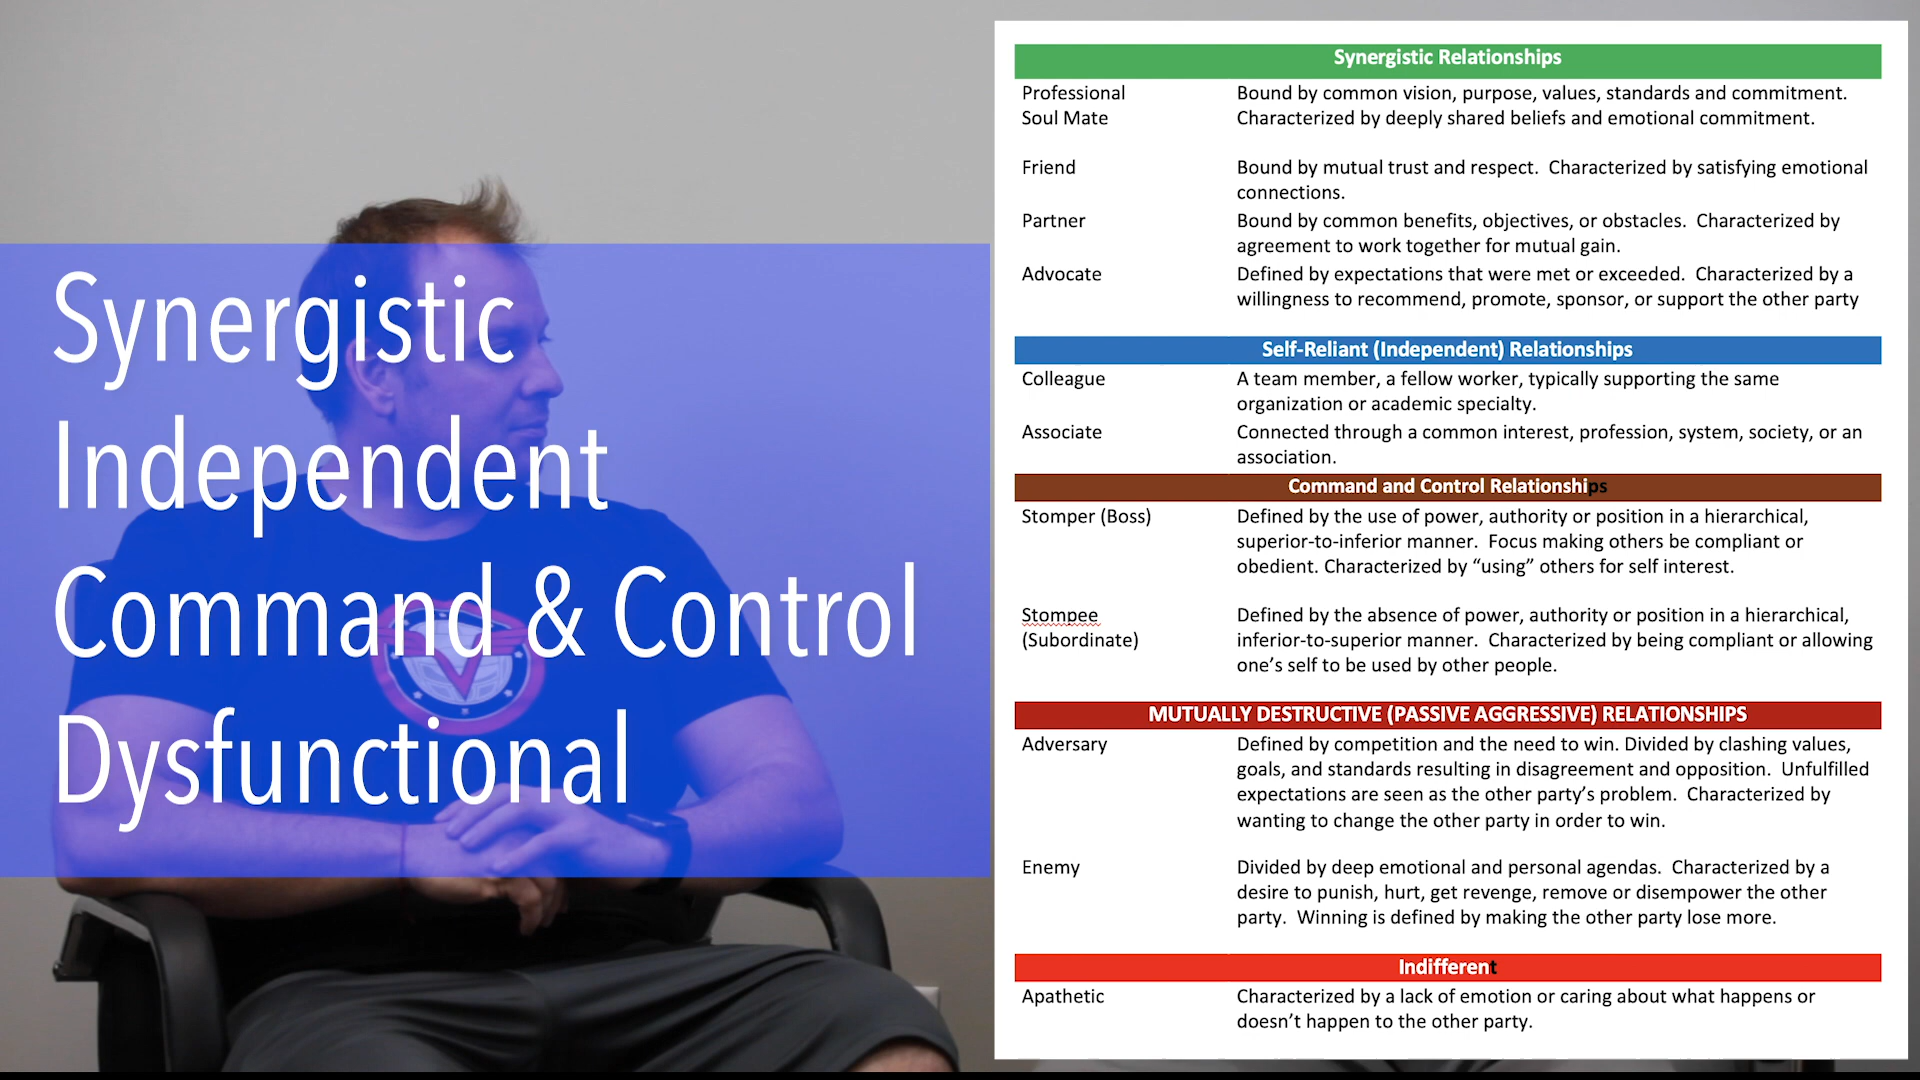 Synergistic
Independent
Command & Control
Dysfunctional
Synergistic Relationships
Professional
Soul Mate
Bound by common vision, purpose, values, standards and commitment.
Characterized by deeply shared beliefs and emotional commitment.
Friend
Bound by mutual trust and respect.  Characterized by satisfying emotional
connections.
Partner
Bound by common benefits, objectives, or obstacles.  Characterized by
agreement to work together for mutual gain.
Advocate
Defined by expectations that were met or exceeded.  Characterized by a
willingness to recommend, promote, sponsor, or support the other party
Self-Reliant (Independent) Relationships
Colleague
A team member, a fellow worker, typically supporting the same
organization or academic specialty.
Associate
Connected through a common interest, profession, system, society, or an
association.
Command and Control Relationships
Stomper (Boss)
Defined by the use of power, authority or position in a hierarchical,
superior-to-inferior manner.  Focus making others be compliant or
obedient. Characterized by “using” others for self interest.
Stompee
(Subordinate)
Defined by the absence of power, authority or position in a hierarchical,
inferior-to-superior manner.  Characterized by being compliant or allowing
one’s self to be used by other people.
MUTUALLY DESTRUCTIVE (PASSIVE AGGRESSIVE) RELATIONSHIPS
Adversary
Defined by competition and the need to win. Divided by clashing values,
goals, and standards resulting in disagreement and opposition.  Unfulfilled
expectations are seen as the other party’s problem.  Characterized by
wanting to change the other party in order to win.
Enemy
Divided by deep emotional and personal agendas.  Characterized by a
desire to punish, hurt, get revenge, remove or disempower the other
party.  Winning is defined by making the other party lose more.
Indifferent
Apathetic
Characterized by a lack of emotion or caring about what happens or
doesn’t happen to the other party.